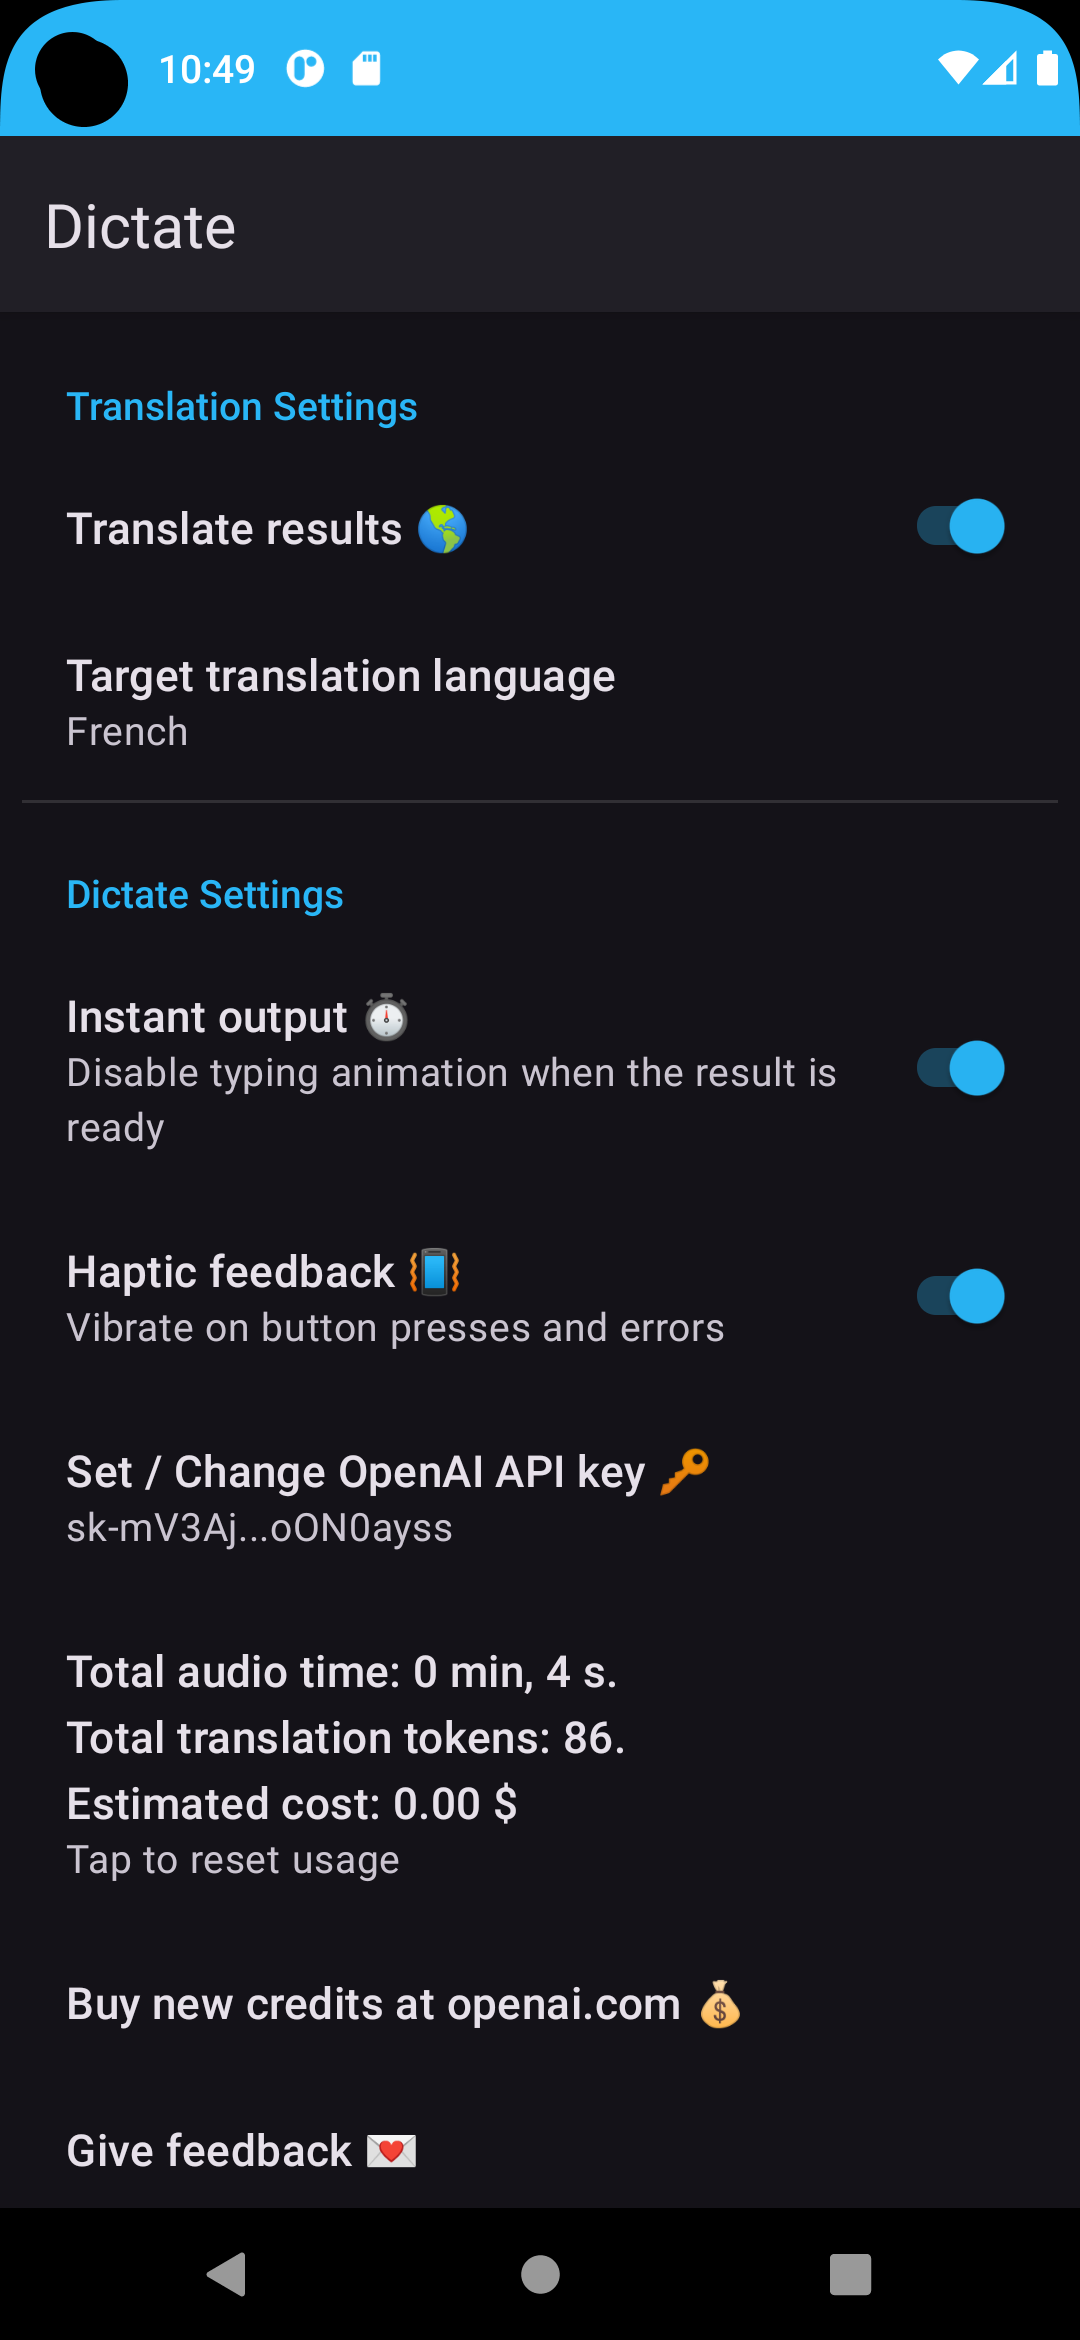 10:49
Dictate
Translation Settings
Translate results 🌎
Target translation language
French
Dictate Settings
Instant output ⏱️
Disable typing animation when the result is
ready
Haptic feedback 📳
Vibrate on button presses and errors
Set / Change OpenAI API key 🔑
sk-mV3Aj...oON0ayss
Total audio time: 0 min, 4 s.
Total translation tokens: 86.
Estimated cost: 0.00 $
Tap to reset usage
Buy new credits at openai.com 💰
Give feedback 💌